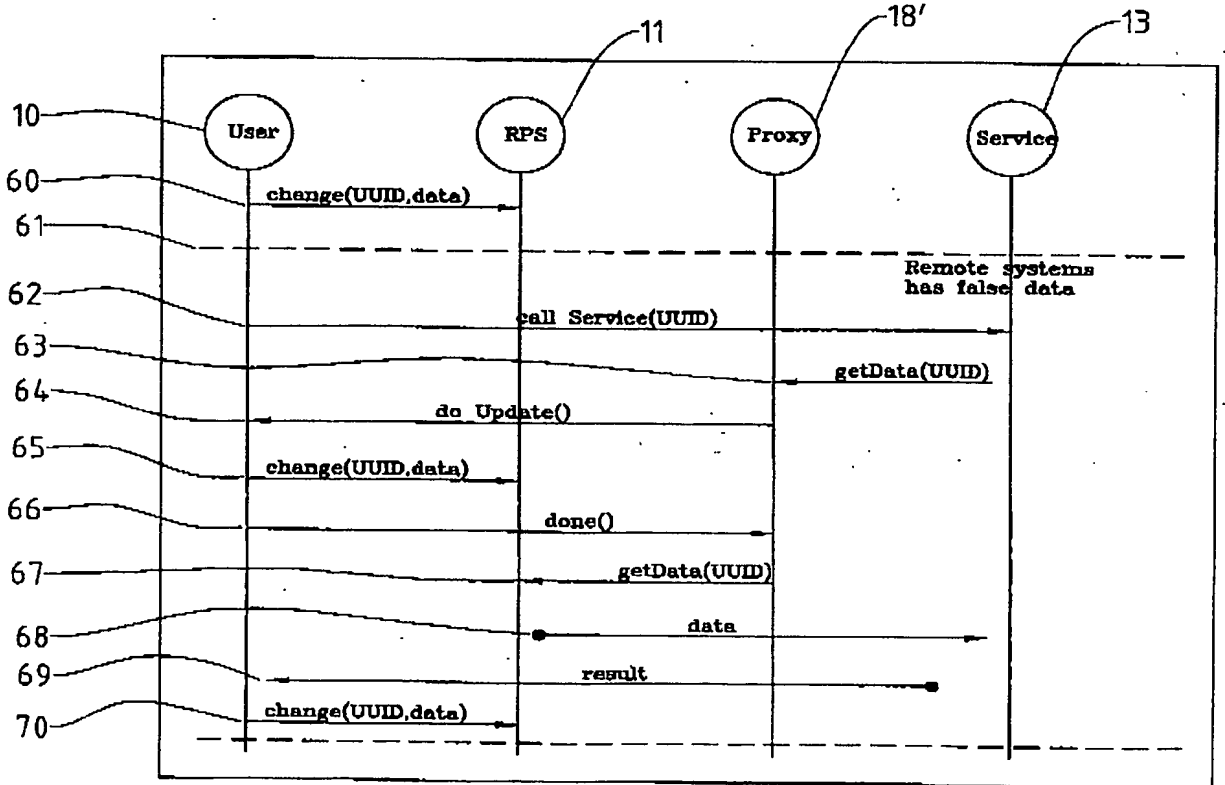 11
18'
13
10
User
RPS
Proxy
Service
60
change(UUID,data)
61
Remote systems
has false data
62
call Service(UUID)
63
getData(UUID)
64
do Update()
65
change(UUID,data)
66
done()
67
getData(UUID)
68
data
69
result
70
change(UUID,data)